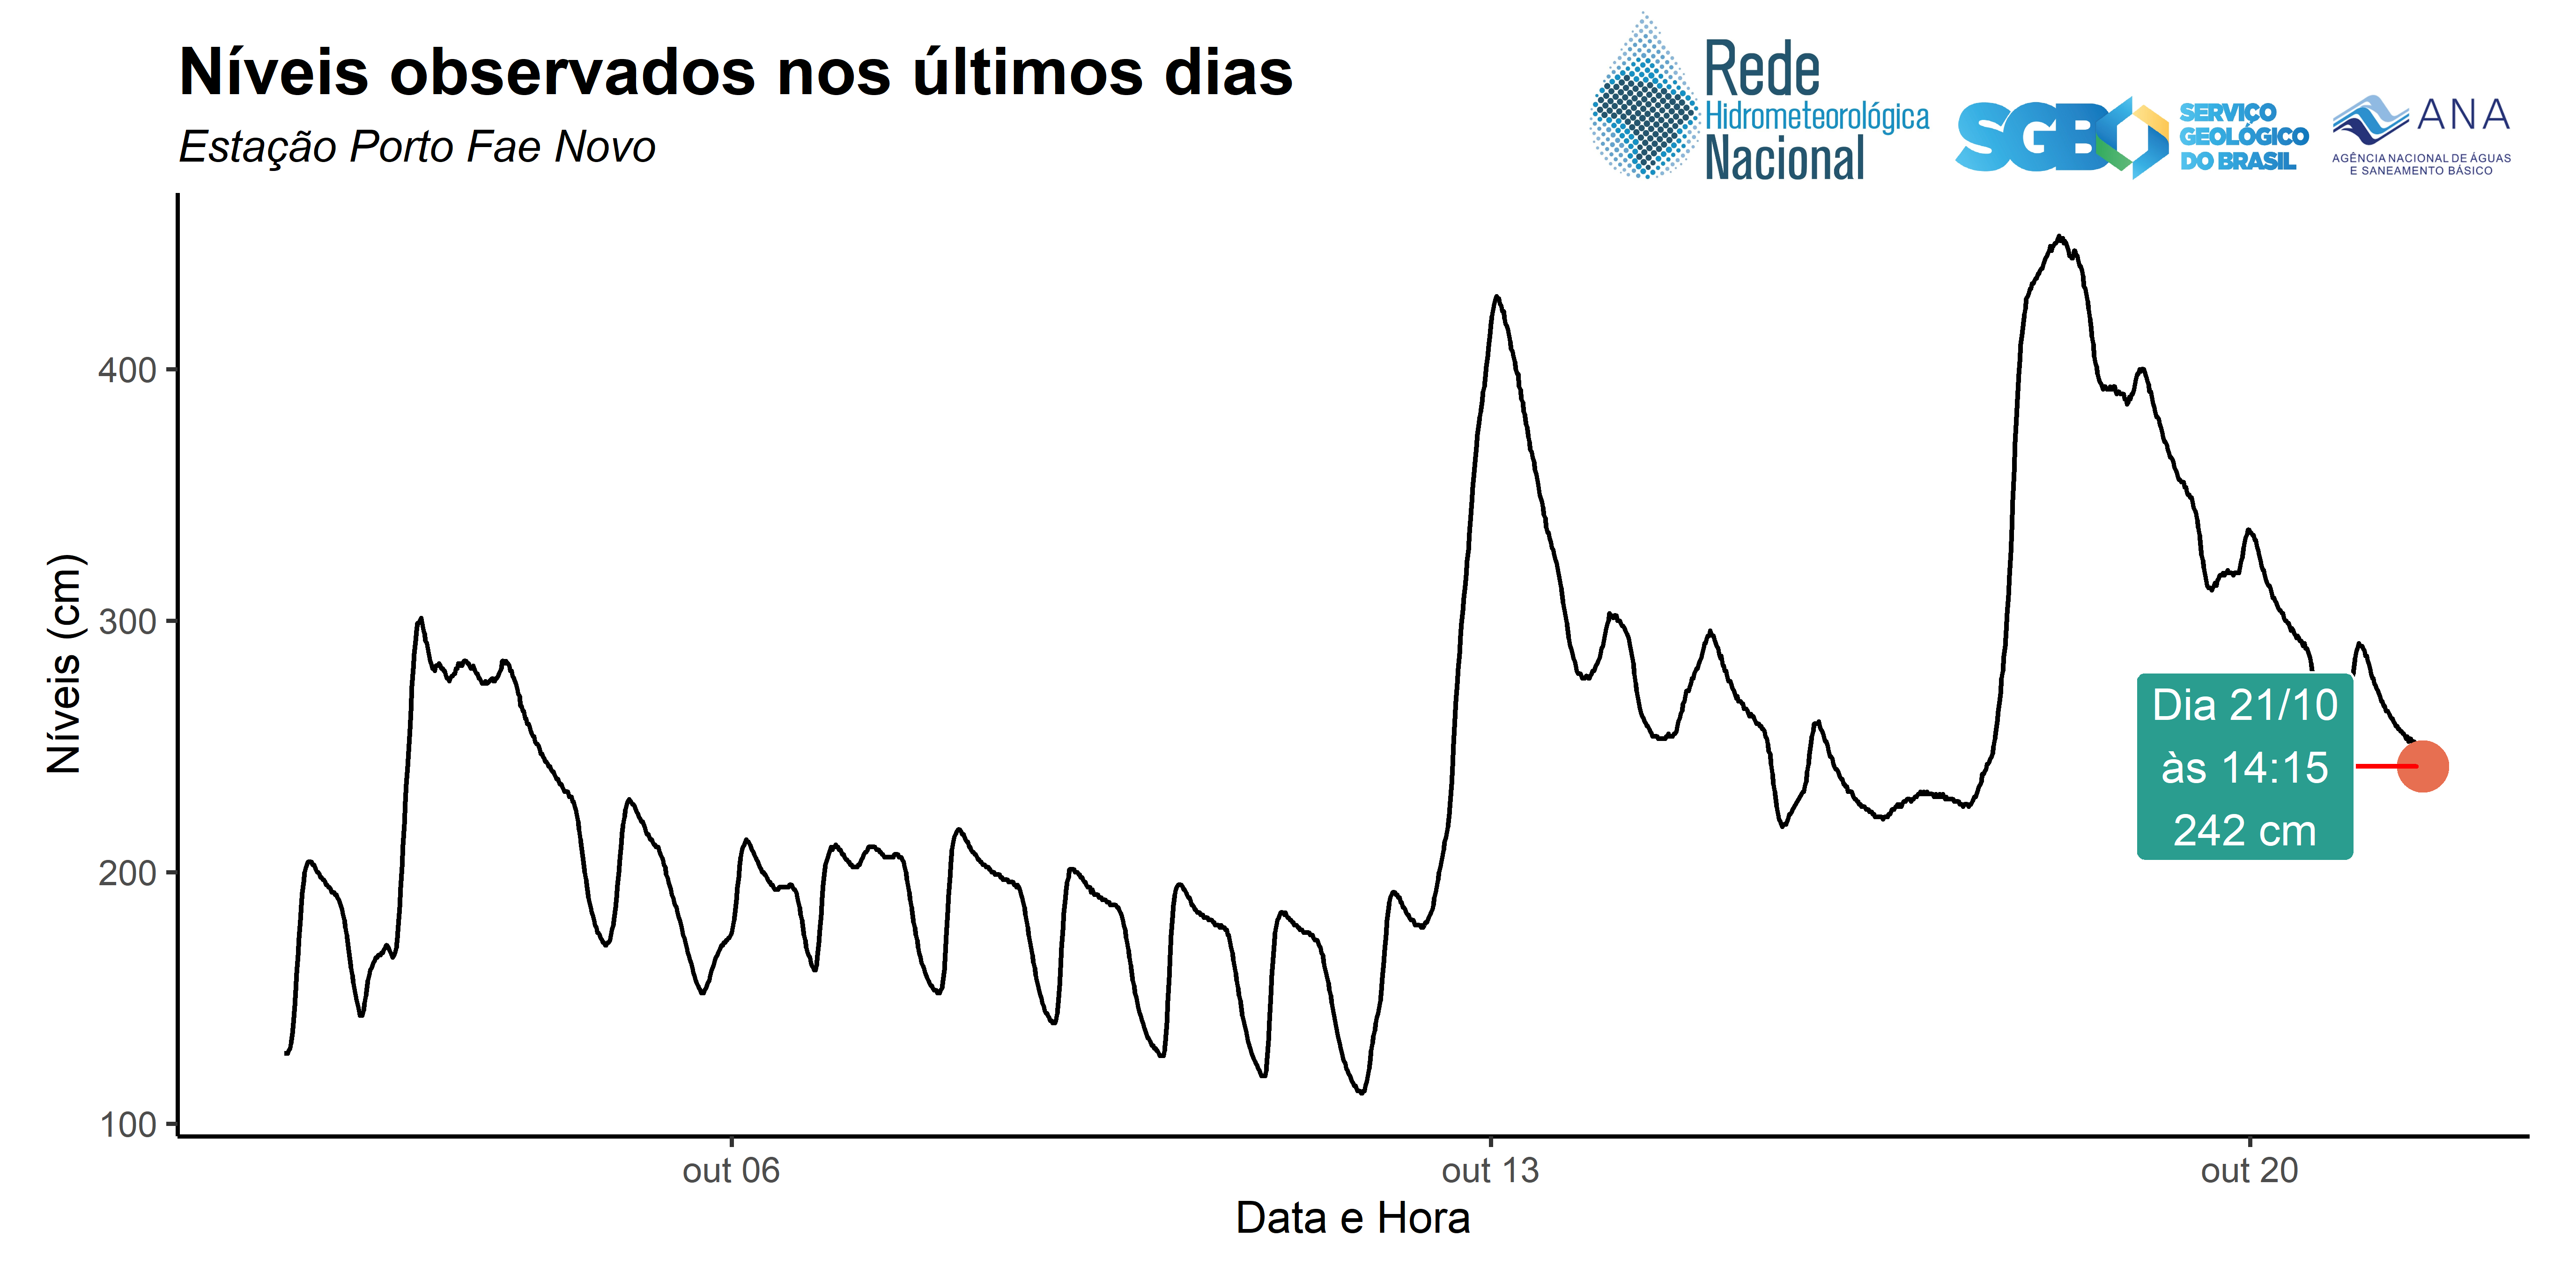 Níveis observados nos últimos dias
Estação Porto Fae Novo
Rede
Hidrometeorológica
Nacional
SGB
SERVIÇO
GEOLÓGICO
DO BRASIL
ANA
AGÊNCIA NACIONAL DE ÁGUAS
E SANEAMENTO BÁSICO
Níveis (cm)
400
300
200
100
Dia 21/10
às 14:15
242 cm
out 06
out 13
out 20
Data e Hora